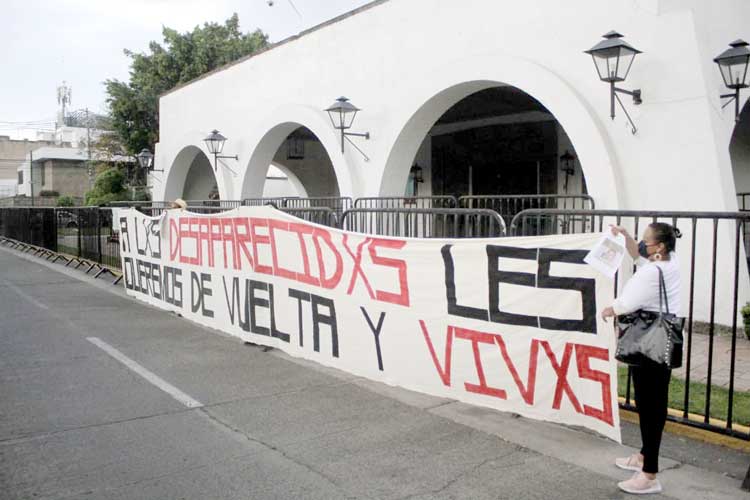 A LXS DESAPARECIDXS LES
QUEREMOS DE VUELTA Y VIVXS